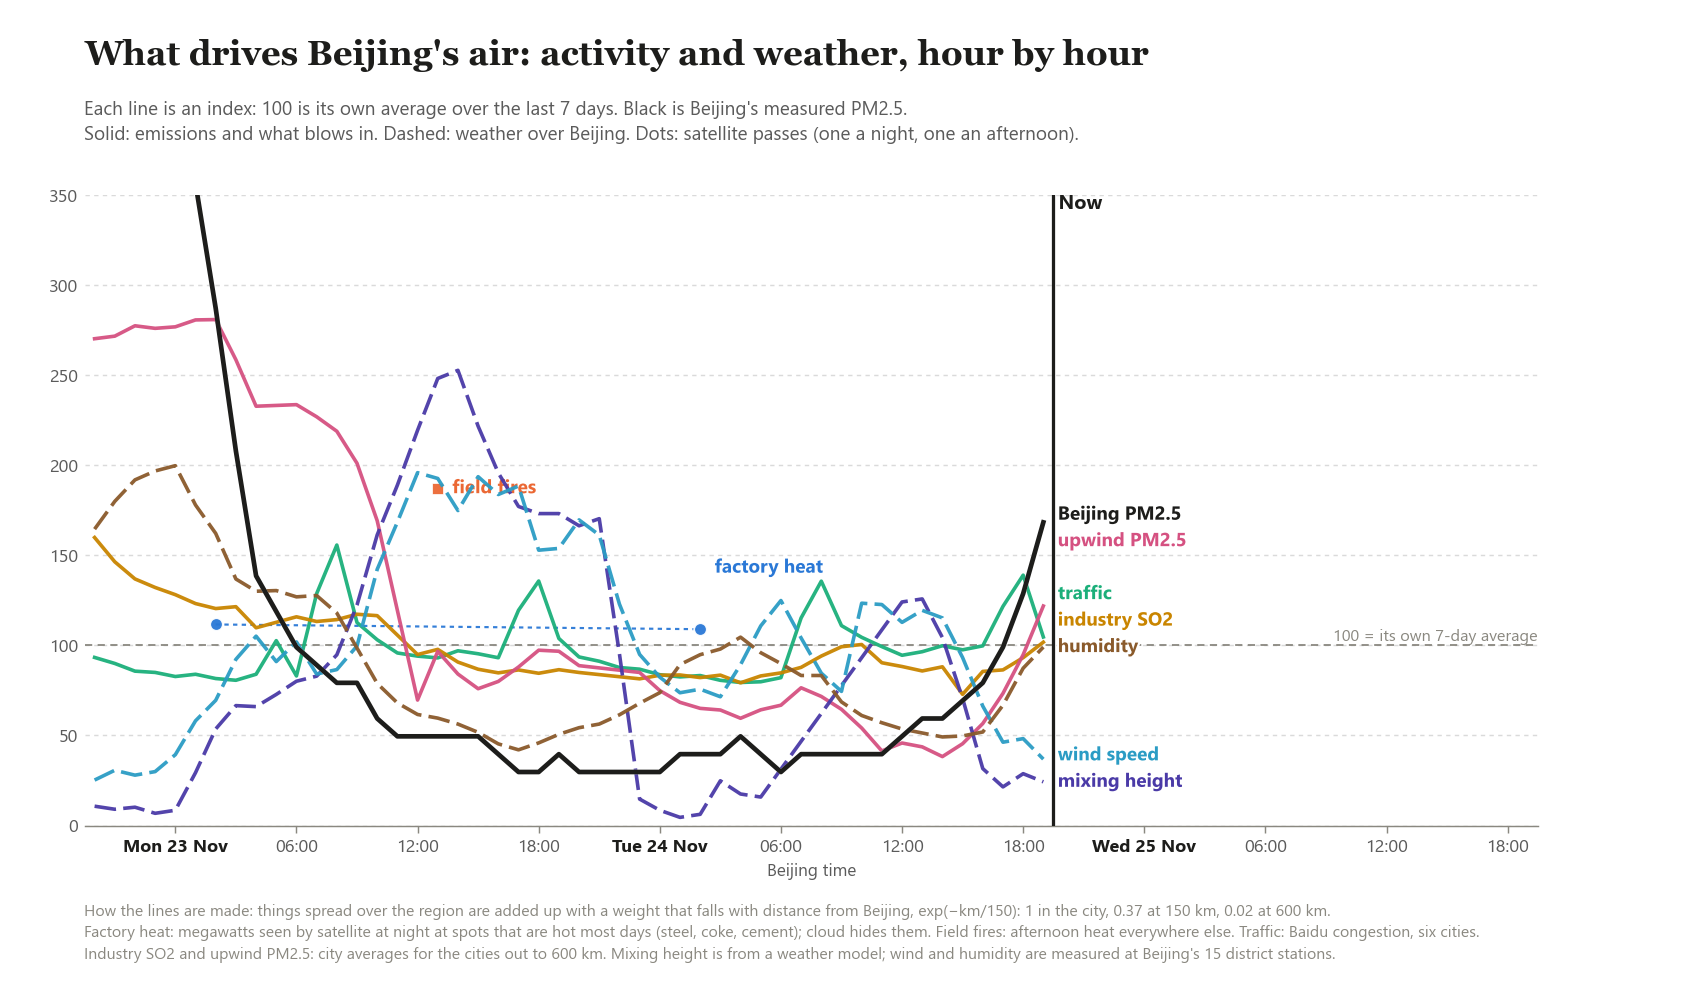 What drives Beijing's air: activity and weather, hour by hour
Each line is an index: 100 is its own average over the last 7 days. Black is Beijing's measured PM2.5.
Solid: emissions and what blows in. Dashed: weather over Beijing. Dots: satellite passes (one a night, one an afternoon).
350
Now
300
250
200
field fires
Beijing PM2.5
upwind PM2.5
150
factory heat
traffic
industry SO2
100 = its own 7-day average
100
humidity
50
wind speed
mixing height
0
Mon 23 Nov
06:00
12:00
18:00
Tue 24 Nov
06:00
12:00
18:00
Wed 25 Nov
06:00
12:00
18:00
Beijing time
How the lines are made: things spread over the region are added up with a weight that falls with distance from Beijing, exp(−km/150): 1 in the city, 0.37 at 150 km, 0.02 at 600 km.
Factory heat: megawatts seen by satellite at night at spots that are hot most days (steel, coke, cement); cloud hides them. Field fires: afternoon heat everywhere else. Traffic: Baidu congestion, six cities.
Industry SO2 and upwind PM2.5: city averages for the cities out to 600 km. Mixing height is from a weather model; wind and humidity are measured at Beijing's 15 district stations.